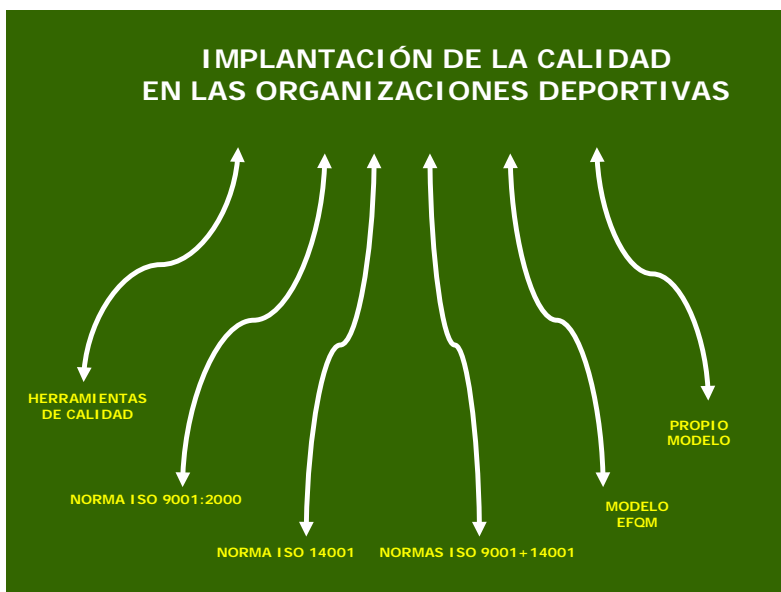 IMPLANTACIÓN DE LA CALIDAD
EN LAS ORGANIZACIONES DEPORTIVAS
HERRAMIENTAS
DE CALIDAD
NORMA ISO 9001:2000
NORMA ISO 14001
NORMAS ISO 9001+14001
MODELO
EFQM
PROPIO
MODELO